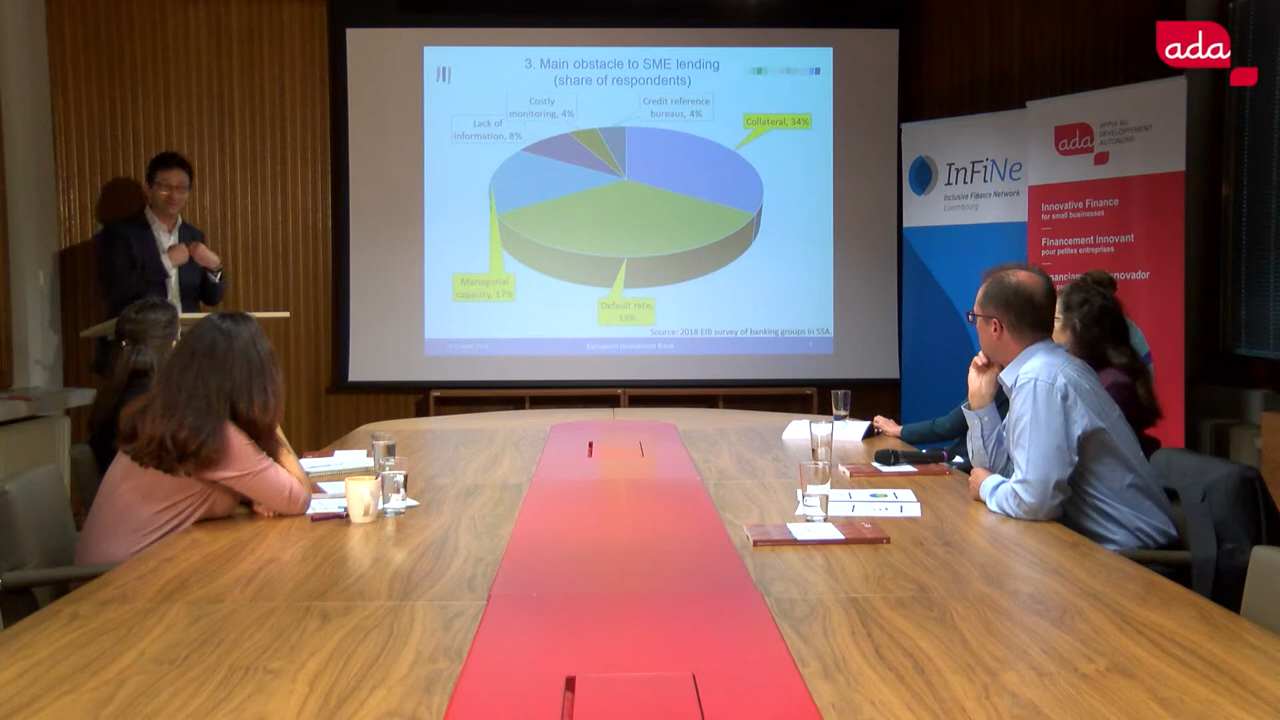 ada
3. Main obstacle to SME lending
(share of respondents)
Costly
monitoring, 4%
Credit reference
bureaus, 4%
Lack of
information, 8%
Collateral, 34%
Managerial
capacity, 17%
Default rate,
33%
Source: 2018 EIB survey of banking groups in SSA.
European Investment Bank
InFiNe
Inclusive Finance Network
Luxembourg
ada
APPUI AU
DÉVELOPPEMENT
AUTONOME
Innovative Finance
for small businesses
Financement innovant
pour petites entreprises